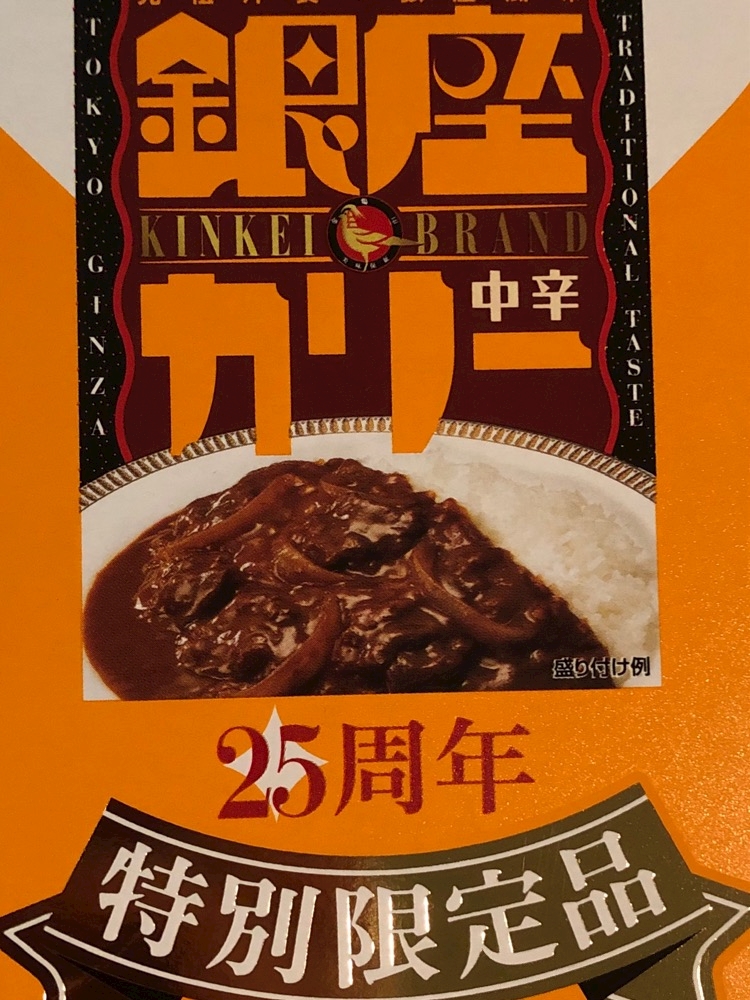 銀座
KINKEI BRAND
カリー
中辛
TOKYO GINZA
TRADITIONAL TASTE
盛り付け例
25周年
特別限定品